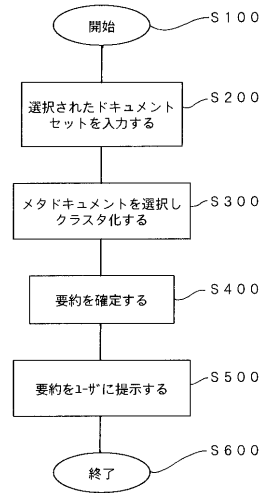 開始
S100
選択されたドキュメント
セットを入力する
S200
メタドキュメントを選択し
クラスタ化する
S300
要約を確定する
S400
要約をユーザに提示する
S500
終了
S600